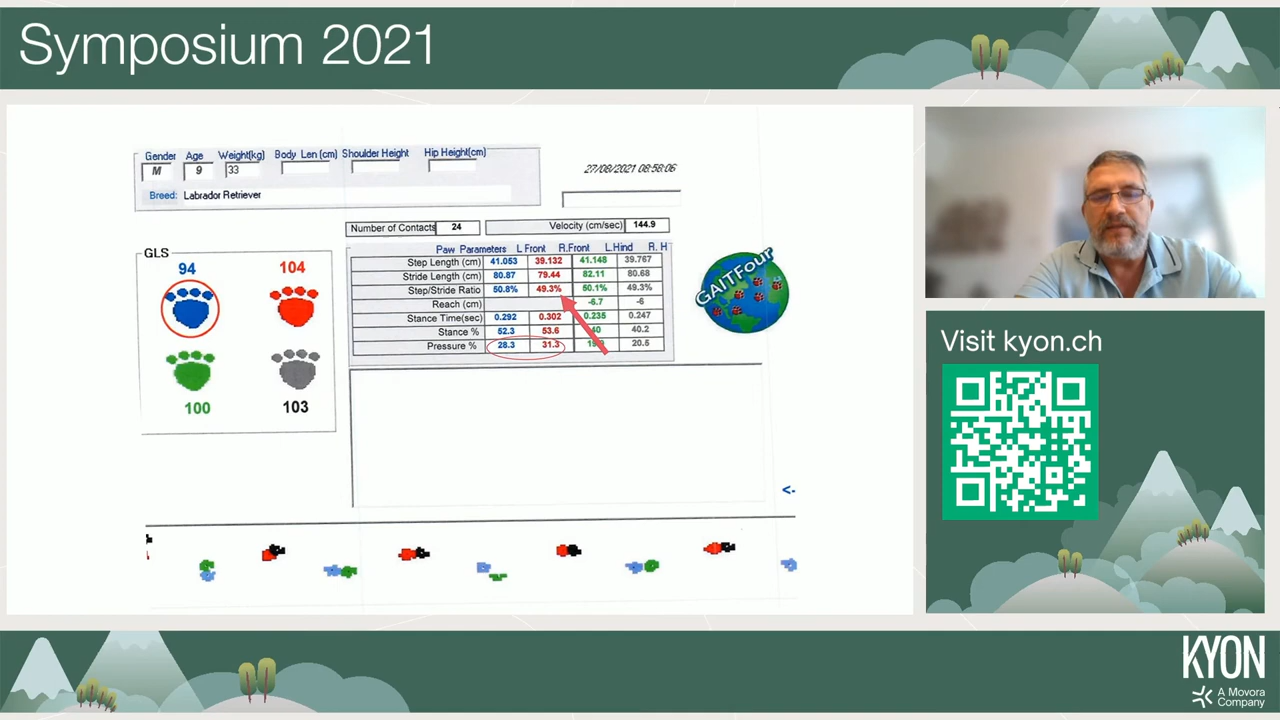 Symposium 2021
Gender Age Weight(kg) Body Len (cm) Shoulder Height Hip Height(cm)
M 9 33
Breed: Labrador Retriever
27/08/2021 08:58:06
Number of Contacts 24 Velocity (cm/sec) 144.9
GLS
94 104
100 103
Paw Parameters L Front R.Front L.Hind R. H
Step Length (cm) 41.053 39.132 41.148 39.767
Stride Length (cm) 80.87 79.44 82.11 80.68
Step/Stride Ratio 50.8% 49.3% 50.1% 49.3%
Reach (cm) -6.7 -6
Stance Time(sec) 0.292 0.302 0.235 0.247
Stance % 52.3 53.6 40 40.2
Pressure % 28.3 31.3 20.5
GAITFour
<-
Visit kyon.ch
KYON
A Movora
Company